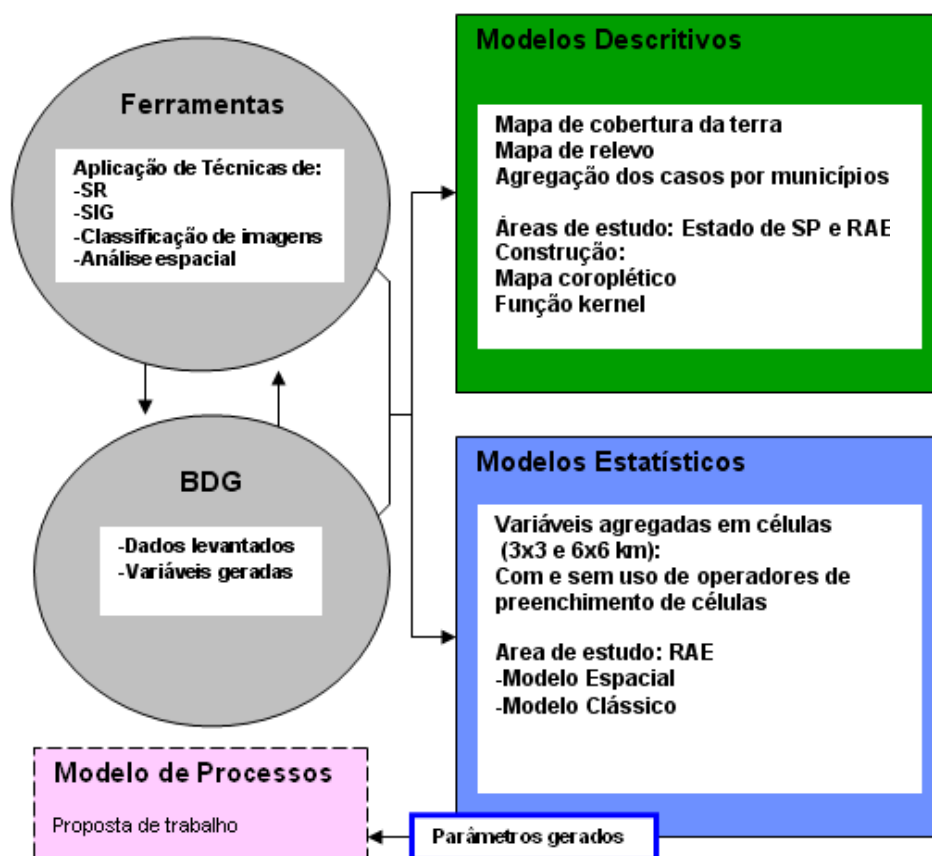 Ferramentas
Aplicação de Técnicas de:
-SR
-SIG
-Classificação de imagens
-Análise espacial
BDG
-Dados levantados
-Variáveis geradas
Modelos Descritivos
Mapa de cobertura da terra
Mapa de relevo
Agregação dos casos por municípios
Áreas de estudo: Estado de SP e RAE
Construção:
Mapa coroplético
Função kernel
Modelos Estatísticos
Variáveis agregadas em células
(3x3 e 6x6 km):
Com e sem uso de operadores de
preenchimento de células
Area de estudo: RAE
-Modelo Espacial
-Modelo Clássico
Modelo de Processos
Proposta de trabalho
Parâmetros gerados